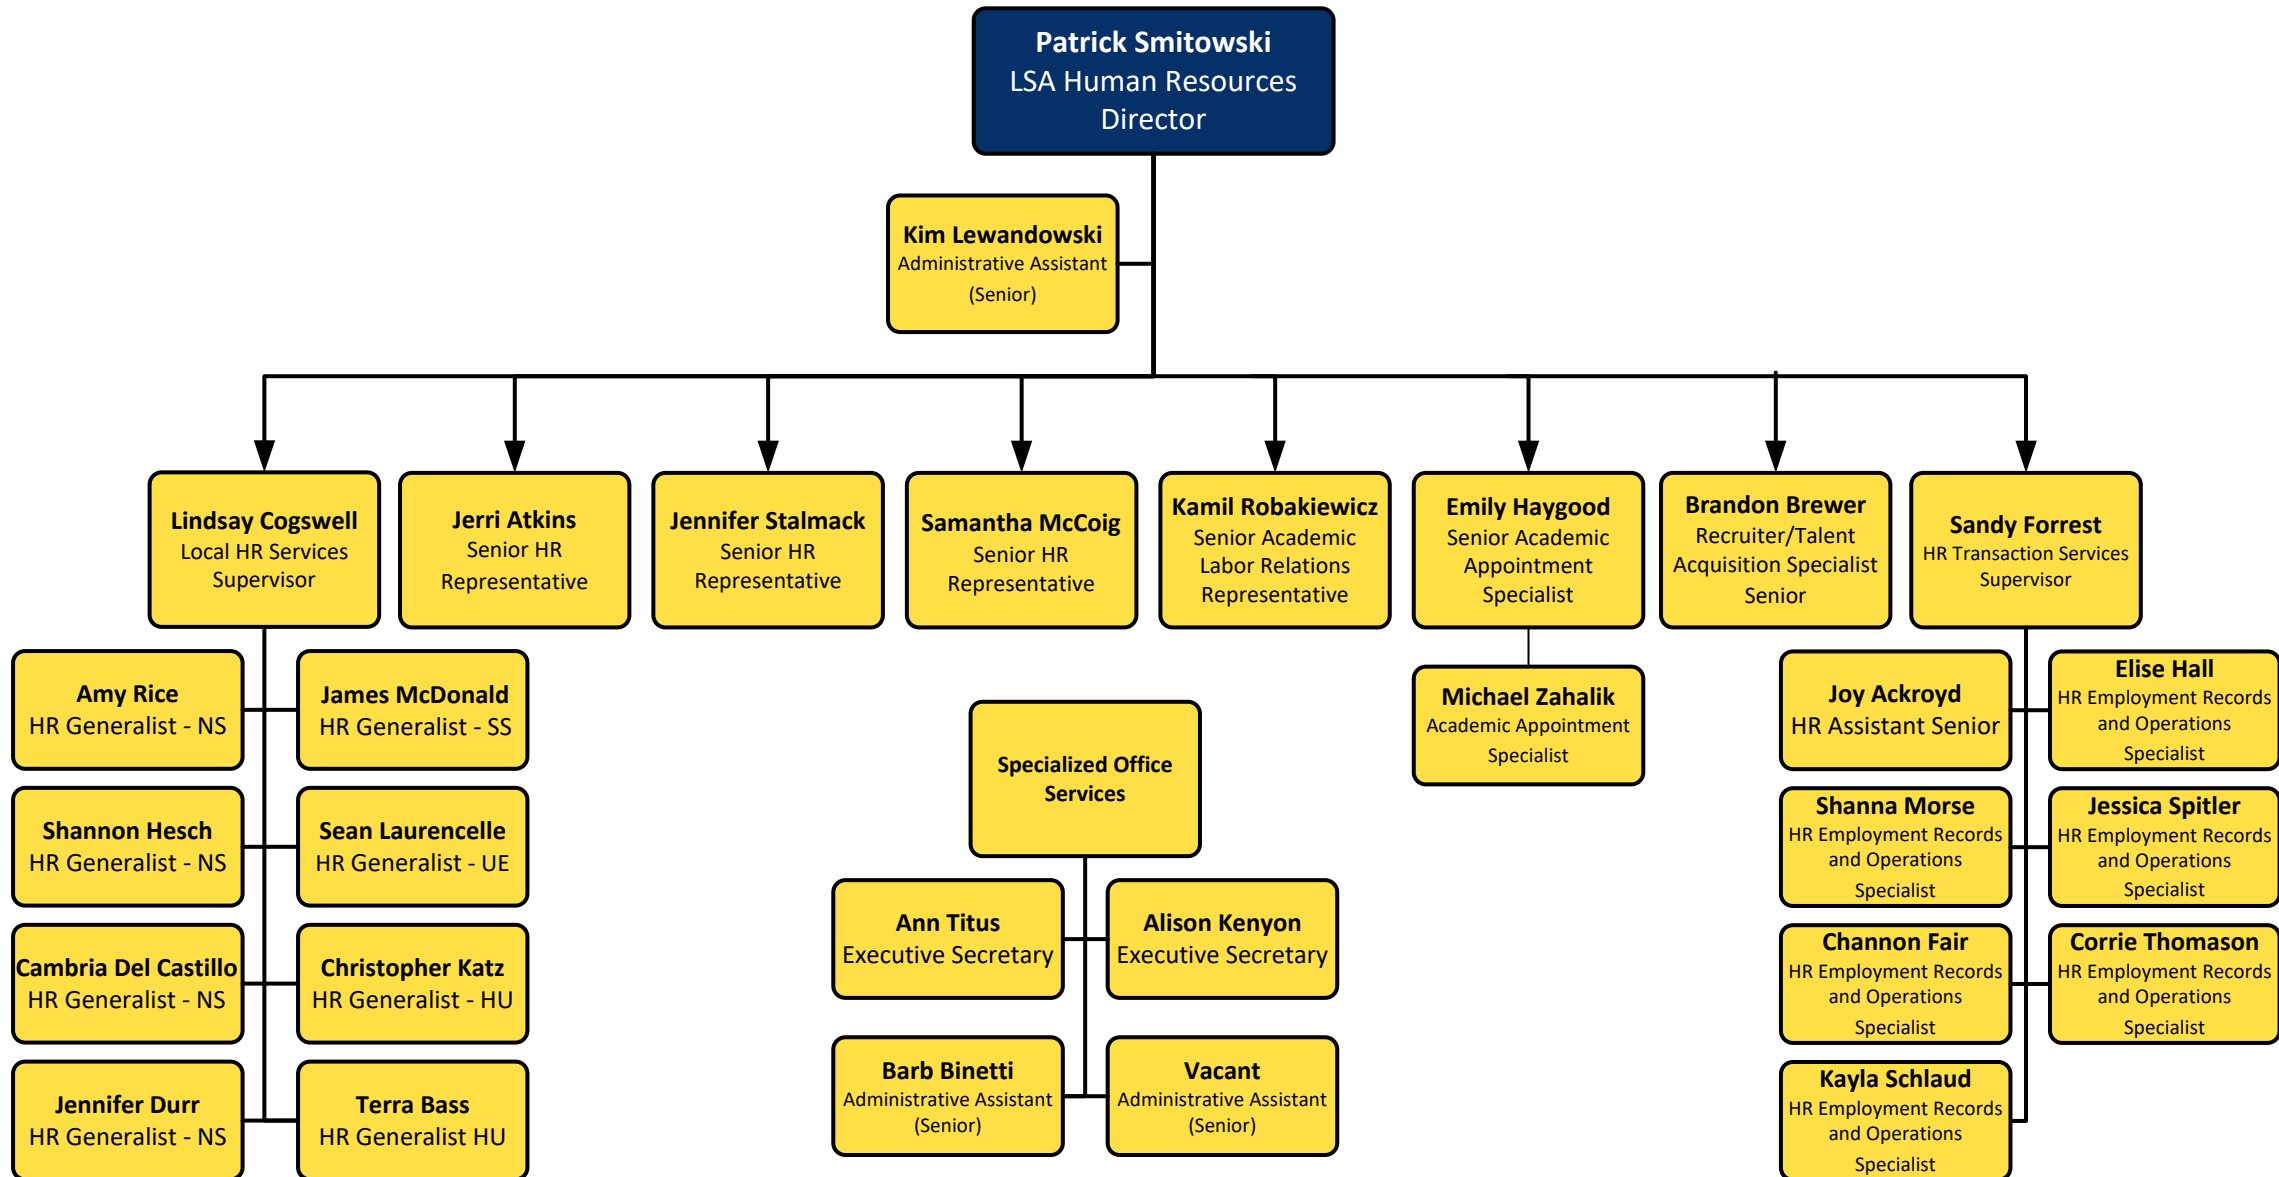 Patrick Smitowski
LSA Human Resources
Director
Kim Lewandowski
Administrative Assistant
(Senior)
Lindsay Cogswell
Local HR Services
Supervisor
Jerri Atkins
Senior HR
Representative
Jennifer Stalmack
Senior HR
Representative
Samantha McCoig
Senior HR
Representative
Kamil Robakiewicz
Senior Academic
Labor Relations
Representative
Emily Haygood
Senior Academic
Appointment
Specialist
Brandon Brewer
Recruiter/Talent
Acquisition Specialist
Senior
Sandy Forrest
HR Transaction Services
Supervisor
Amy Rice
HR Generalist - NS
James McDonald
HR Generalist - SS
Shannon Hesch
HR Generalist - NS
Sean Laurencelle
HR Generalist - UE
Cambria Del Castillo
HR Generalist - NS
Christopher Katz
HR Generalist - HU
Jennifer Durr
HR Generalist - NS
Terra Bass
HR Generalist HU
Specialized Office
Services
Ann Titus
Executive Secretary
Alison Kenyon
Executive Secretary
Barb Binetti
Administrative Assistant
(Senior)
Vacant
Administrative Assistant
(Senior)
Michael Zahalik
Academic Appointment
Specialist
Joy Ackroyd
HR Assistant Senior
Elise Hall
HR Employment Records
and Operations
Specialist
Shanna Morse
HR Employment Records
and Operations
Specialist
Jessica Spitler
HR Employment Records
and Operations
Specialist
Channon Fair
HR Employment Records
and Operations
Specialist
Corrie Thomason
HR Employment Records
and Operations
Specialist
Kayla Schlaud
HR Employment Records
and Operations
Specialist